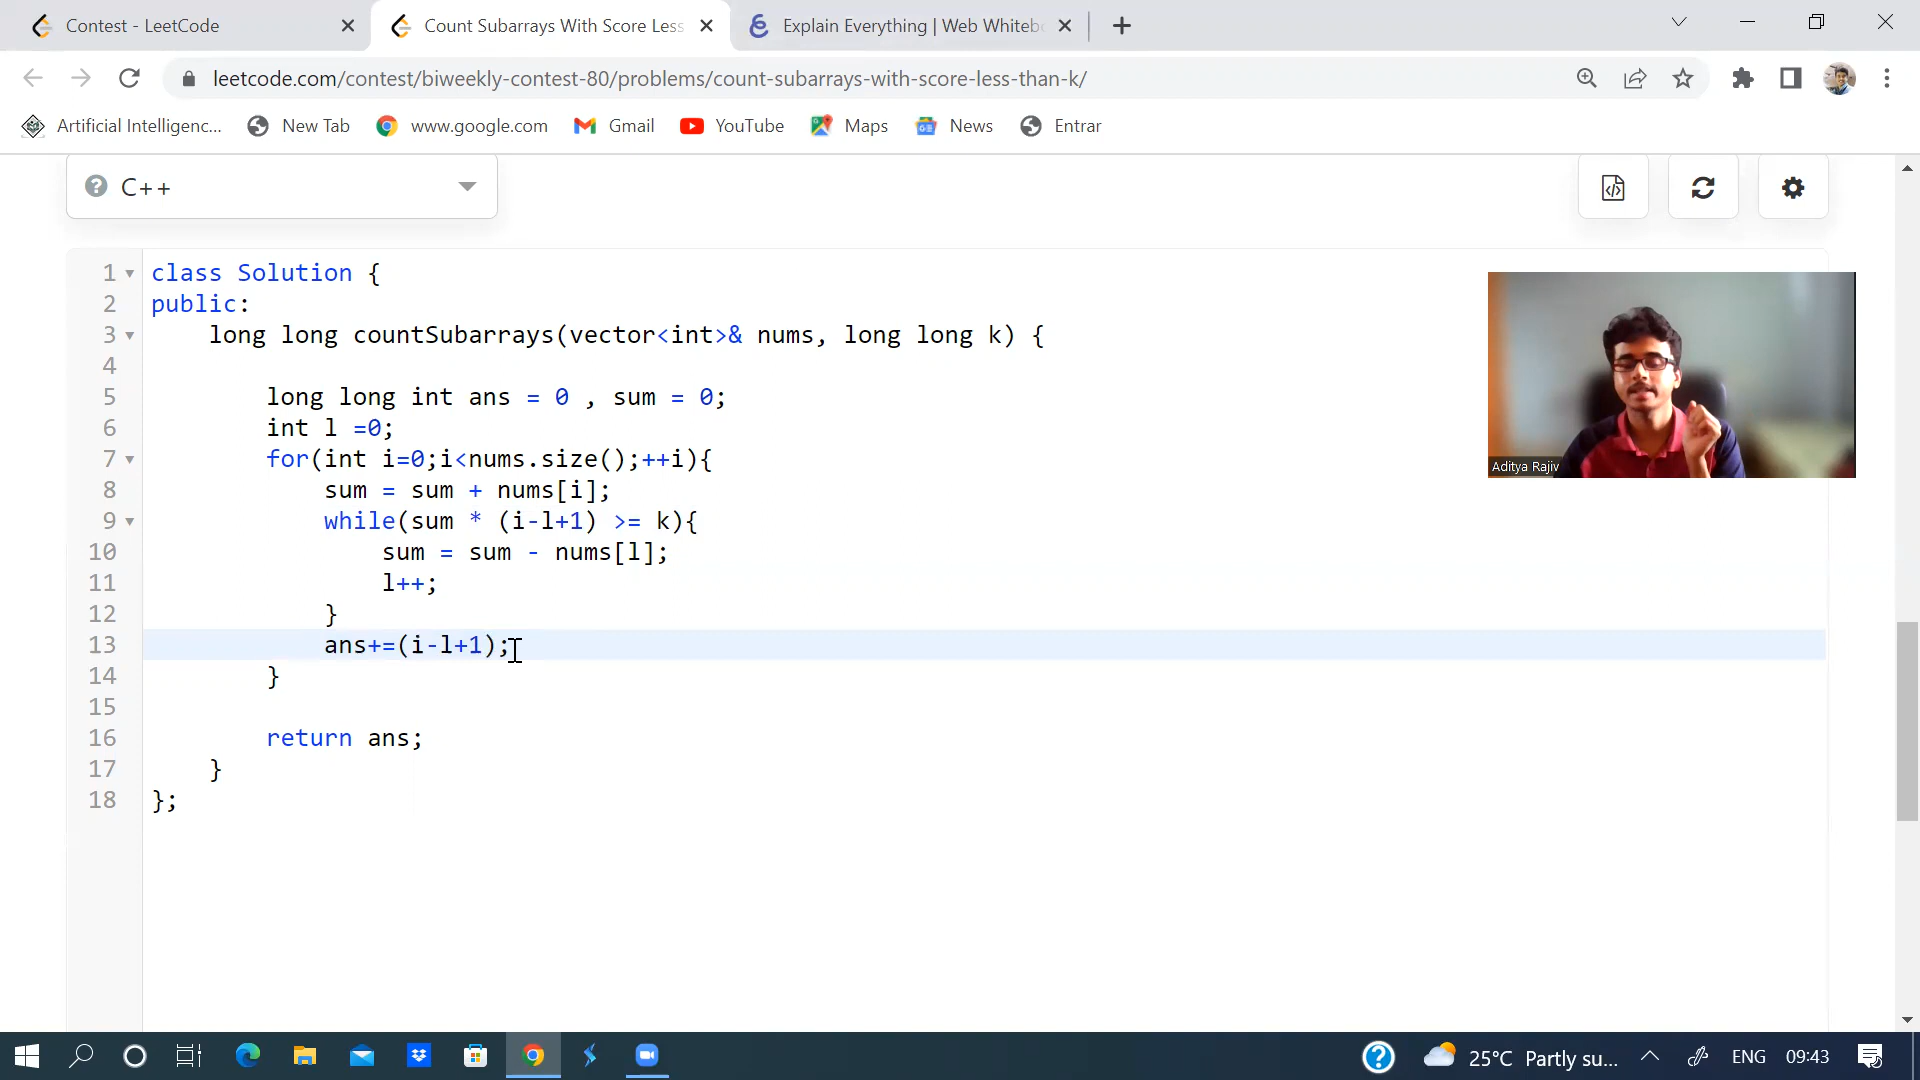 Contest - LeetCode
Count Subarrays With Score Less
Explain Everything | Web Whitebo
leetcode.com/contest/biweekly-contest-80/problems/count-subarrays-with-score-less-than-k/
Artificial Intelligenc... New Tab www.google.com Gmail YouTube Maps News Entrar
C++
1 class Solution {
2 public:
3 long long countSubarrays(vector<int>& nums, long long k) {
4
5 long long int ans = 0 , sum = 0;
6 int l =0;
7 for(int i=0;i<nums.size();++i){
8 sum = sum + nums[i];
9 while(sum * (i-l+1) >= k){
10 sum = sum - nums[l];
11 l++;
12 }
13 ans+=(i-l+1);
14 }
15
16 return ans;
17 }
18 };
Aditya Rajiv
25°C Partly su... ENG 09:43